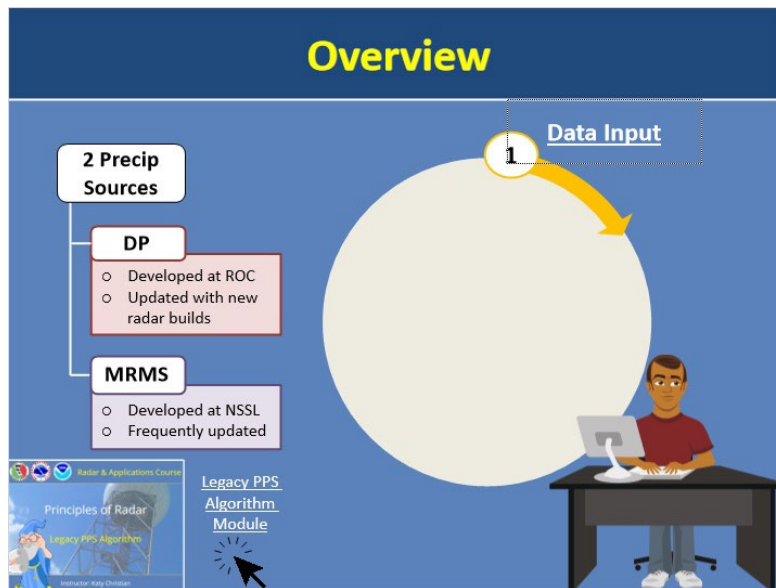 Overview
2 Precip
Sources
DP
○ Developed at ROC
○ Updated with new
radar builds
MRMS
○ Developed at NSSL
○ Frequently updated
1
Data Input
Radar & Applications Course
Principles of Radar
Legacy PPS Algorithm
Instructor: Katy Christian
Legacy PPS
Algorithm
Module